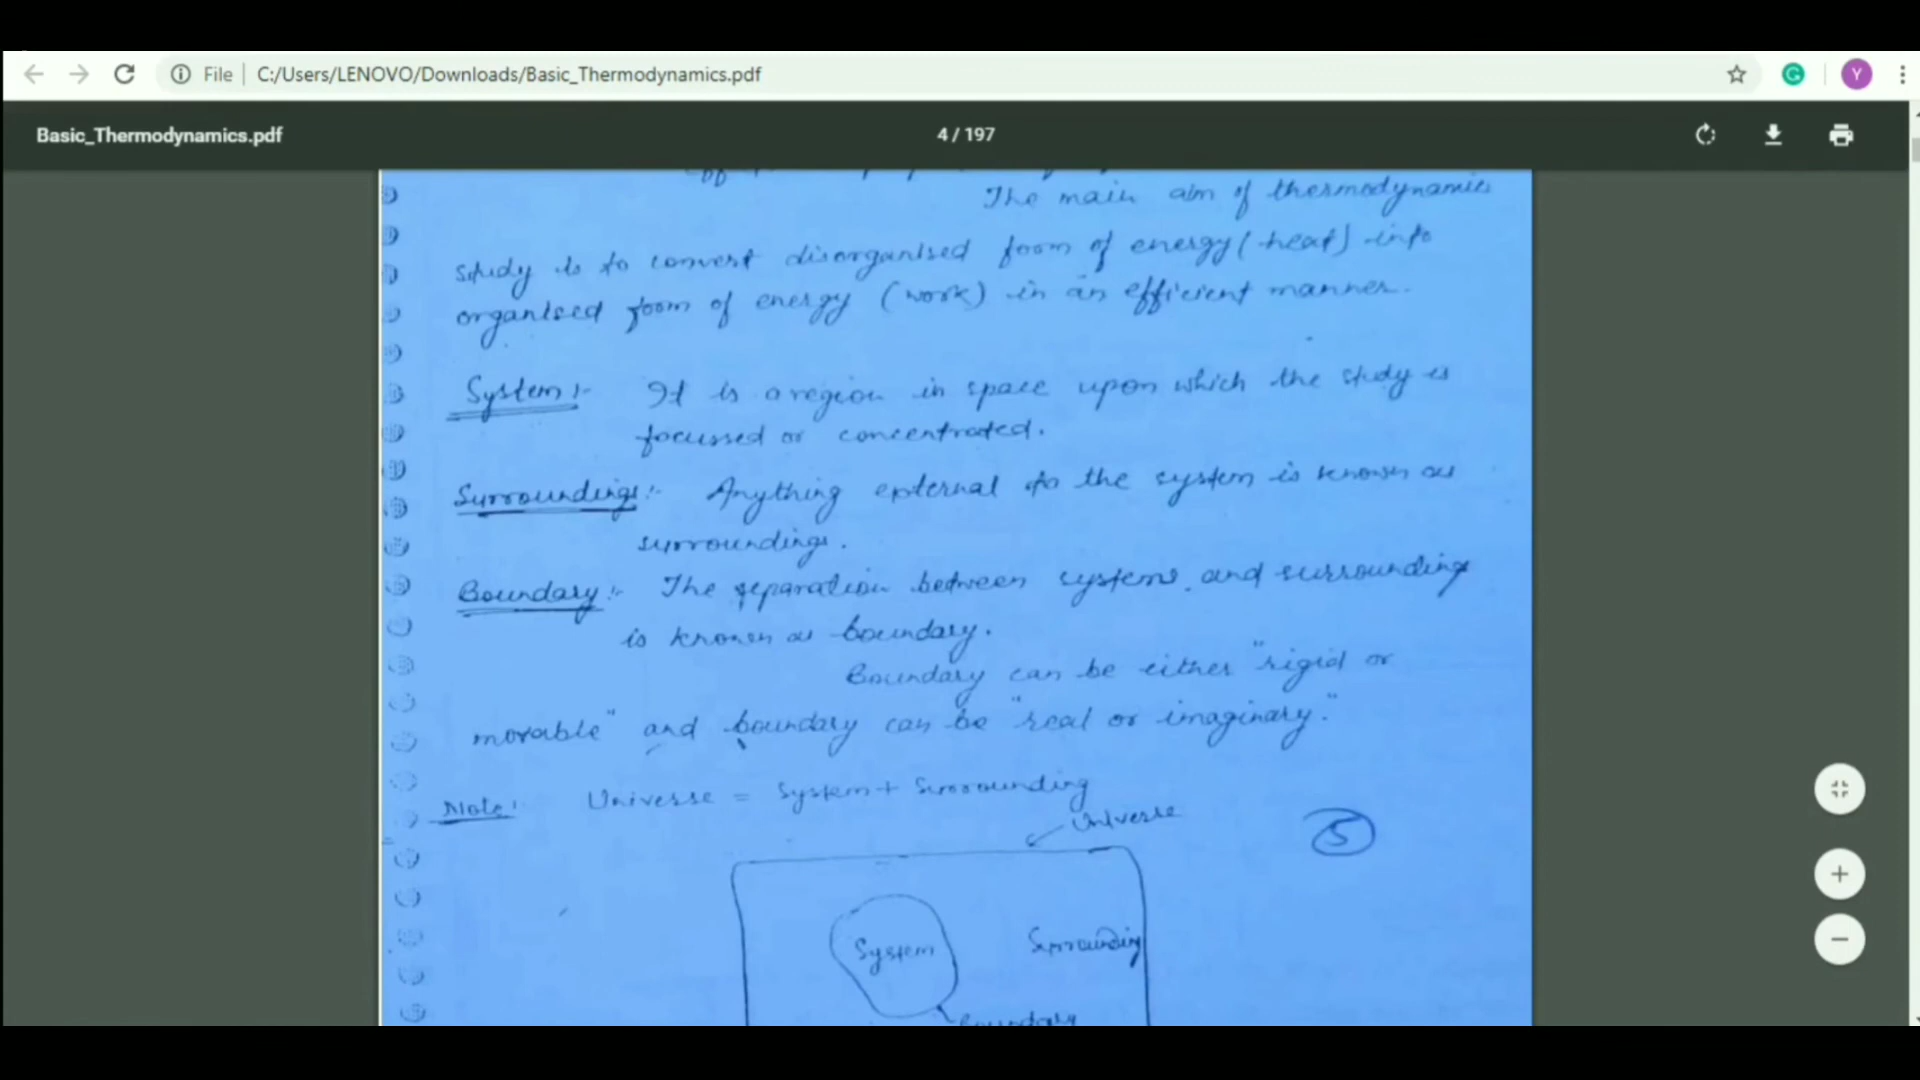 File C:/Users/LENOVO/Downloads/Basic_Thermodynamics.pdf
Y
Basic_Thermodynamics.pdf
4 / 197
The main aim of thermodynamics
study is to convert disorganised form of energy (heat) into
organised form of energy (work) in an efficient manner.
System:- It is a region in space upon which the study is
focussed or concentrated.
Surroundings:- Anything external to the system is known as
surroundings.
Boundary:- The separation between systems and surroundings
is known as boundary.
Boundary can be either "rigid or
movable" and boundary can be "real or imaginary."
Note: Universe = System + Surrounding
Universe
5
System
Surrounding
Boundary